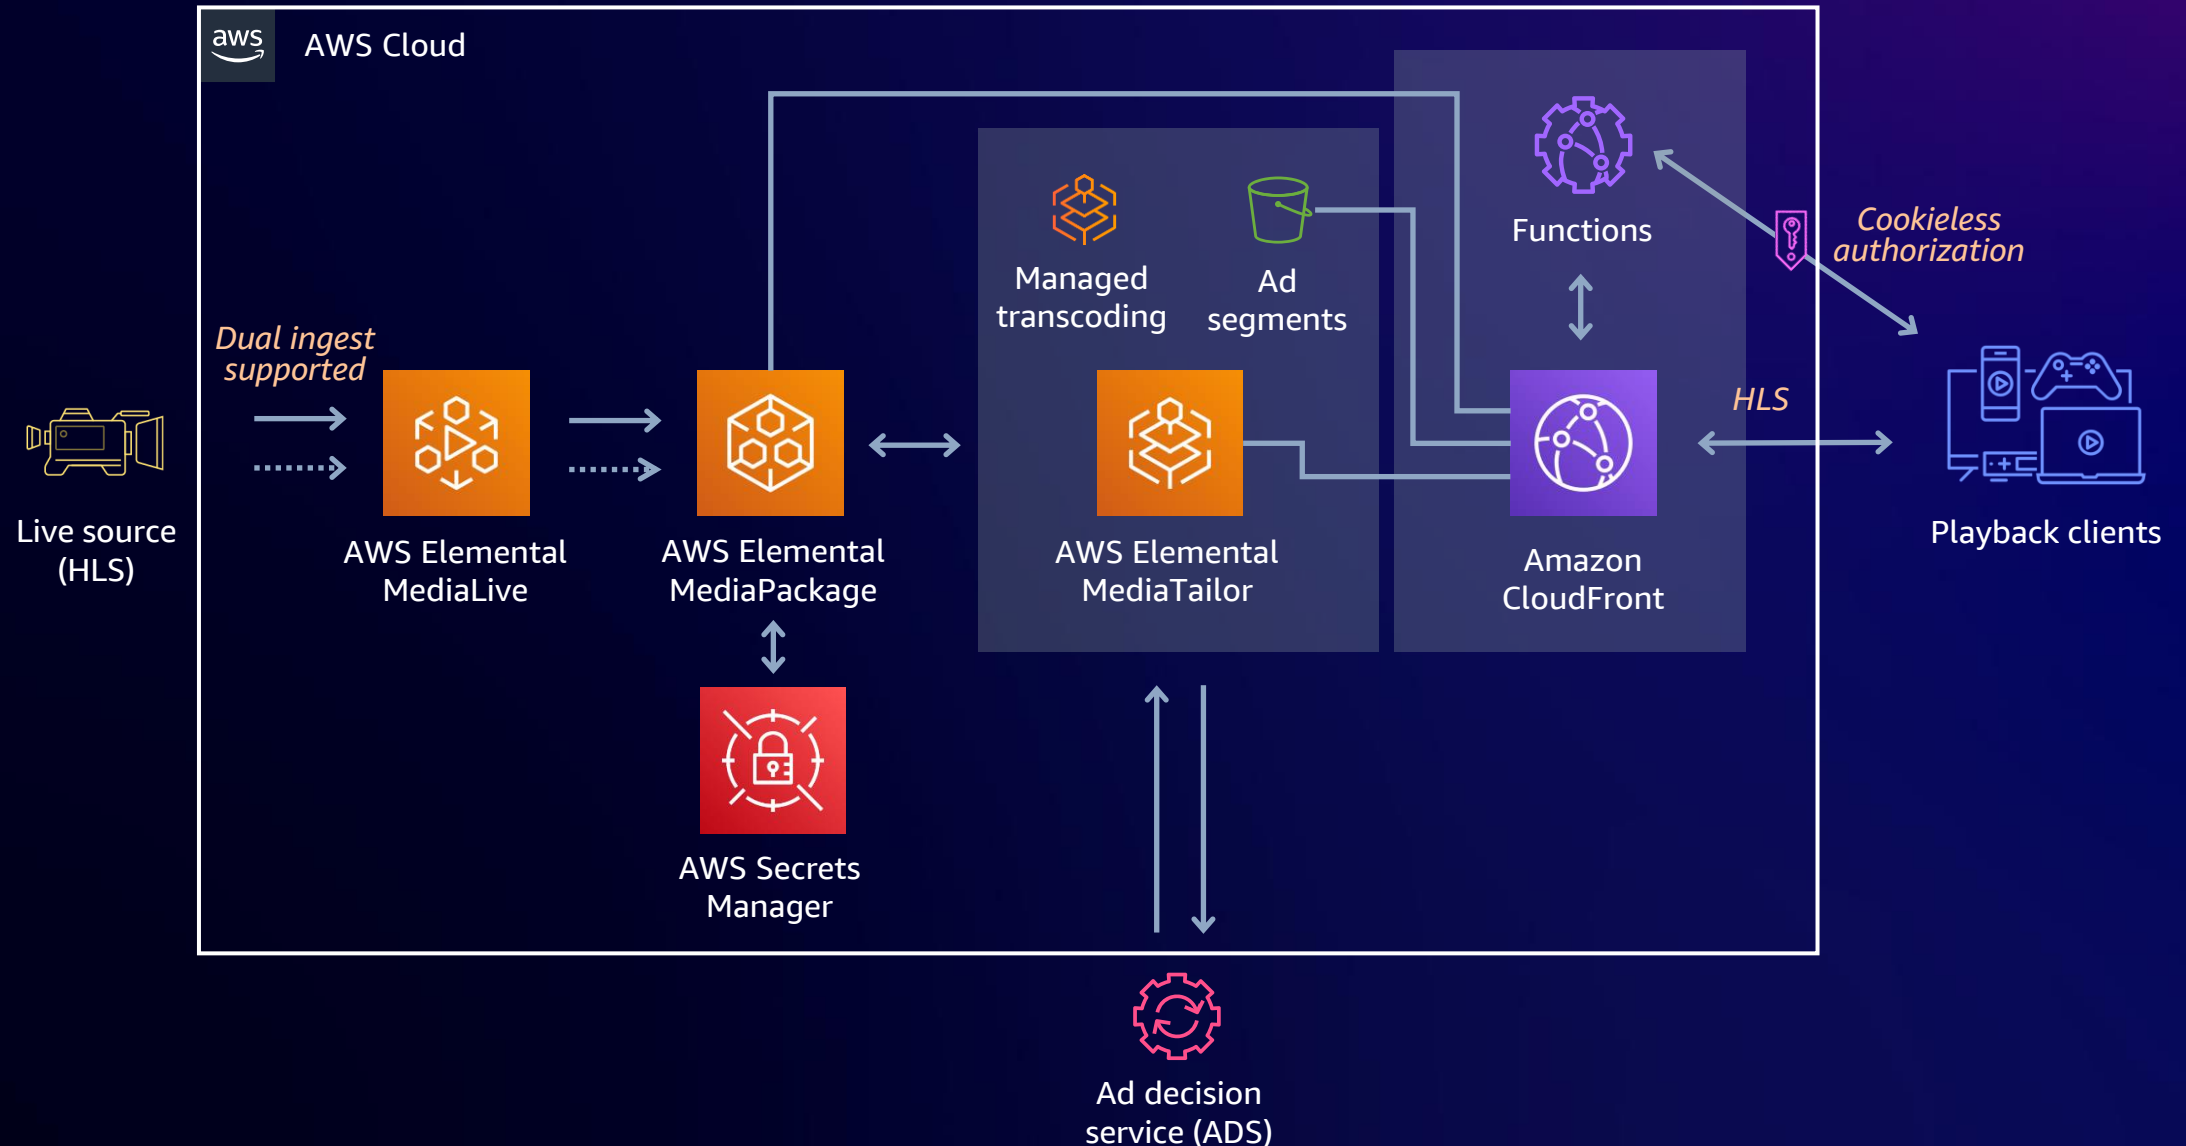 aws
AWS Cloud
Functions
Cookieless
authorization
Managed
transcoding
Ad
segments
Dual ingest
supported
HLS
Live source
(HLS)
AWS Elemental
MediaLive
AWS Elemental
MediaPackage
AWS Elemental
MediaTailor
Amazon
CloudFront
Playback clients
AWS Secrets
Manager
Ad decision
service (ADS)